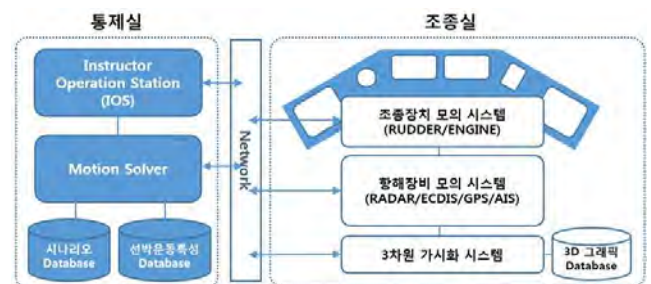 통제실
Instructor
Operation Station
(IOS)
Motion Solver
시나리오
Database
선박운동특성
Database
Network
조종실
조종장치 모의 시스템
(RUDDER/ENGINE)
항해장비 모의 시스템
(RADAR/ECDIS/GPS/AIS)
3차원 가시화 시스템
3D 그래픽
Database